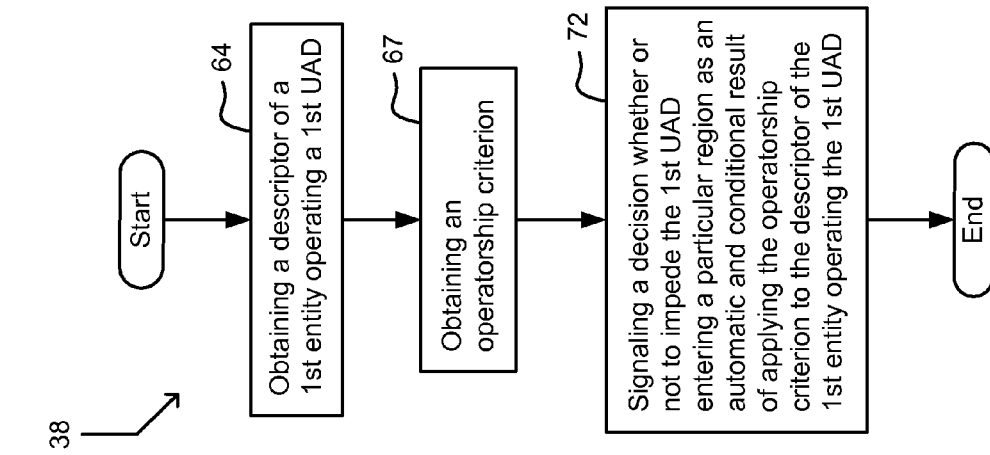 38
Start
64
Obtaining a descriptor of a
1st entity operating a 1st UAD
67
Obtaining an
operatorship criterion
72
Signaling a decision whether or
not to impede the 1st UAD
entering a particular region as an
automatic and conditional result
of applying the operatorship
criterion to the descriptor of the
1st entity operating the 1st UAD
End